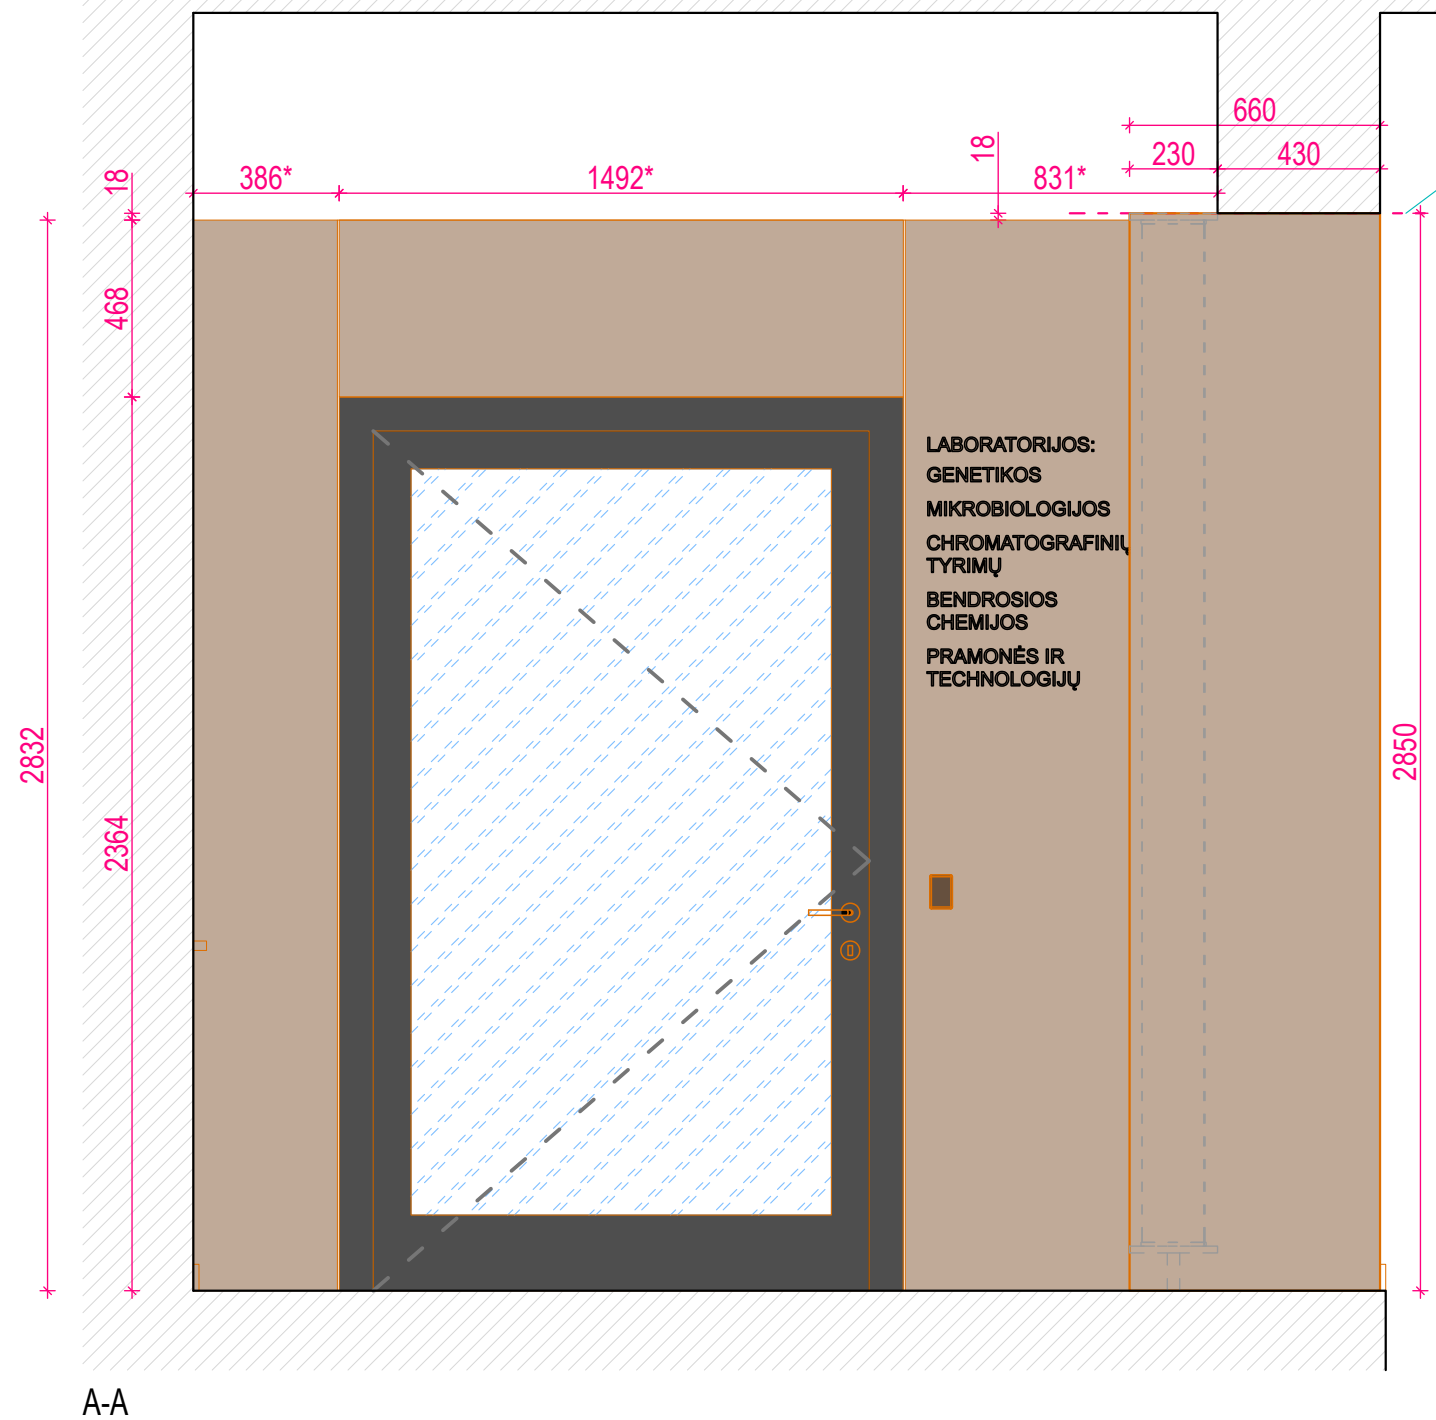 660
18
230
430
18
386*
1492*
831*
468
LABORATORIJOS:
GENETIKOS
MIKROBIOLOGIJOS
CHROMATOGRAFINIŲ
TYRIMŲ
BENDROSIOS
CHEMIJOS
PRAMONĖS IR
TECHNOLOGIJŲ
2832
2850
2364
A-A